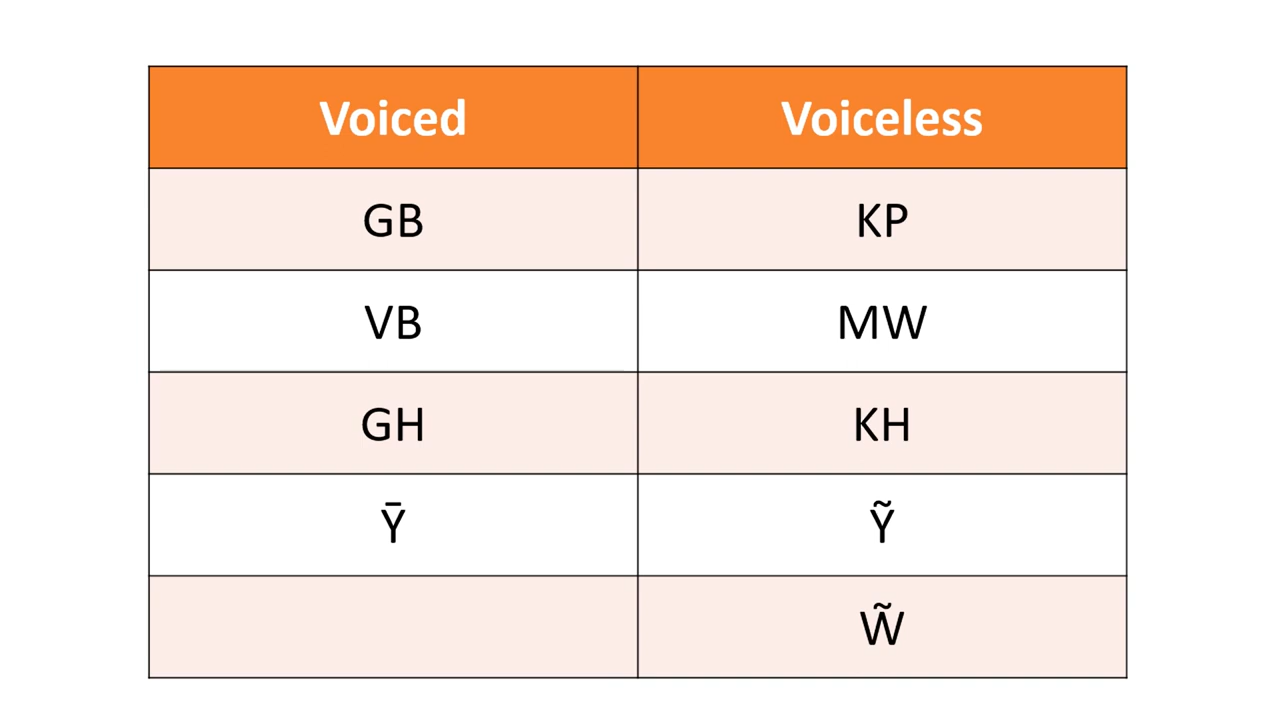 Voiced Voiceless
GB KP
VB MW
GH KH
Ȳ Ỹ
W̃